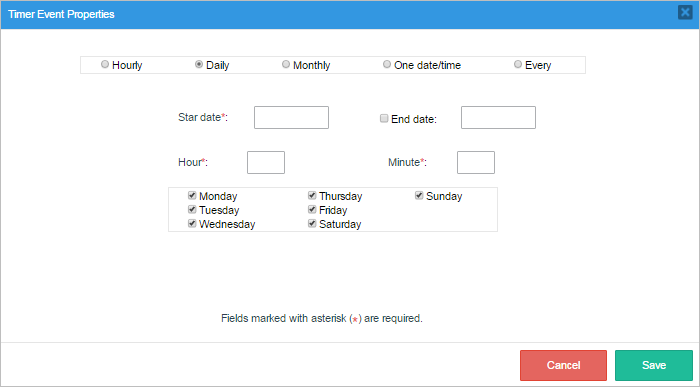 Timer Event Properties
Hourly Daily Monthly One date/time Every
Star date*: End date:
Hour*: Minute*:
Monday Thursday Sunday
Tuesday Friday
Wednesday Saturday
Fields marked with asterisk (*) are required.
Cancel Save